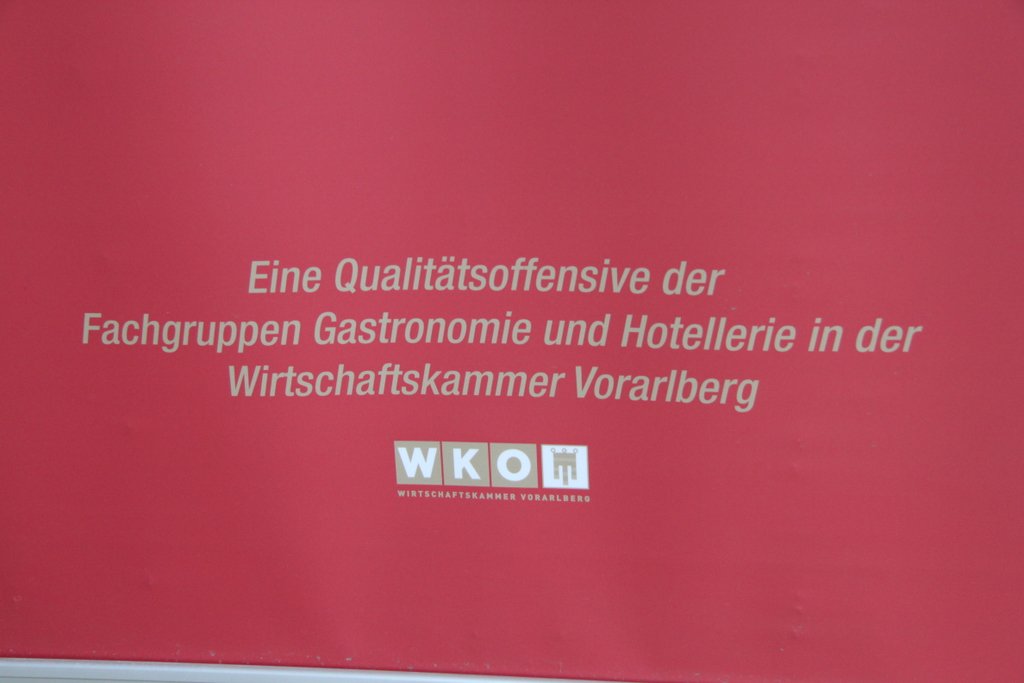 Eine Qualitätsoffensive der
Fachgruppen Gastronomie und Hotellerie in der
Wirtschaftskammer Vorarlberg
WKO
WIRTSCHAFTSKAMMER VORARLBERG